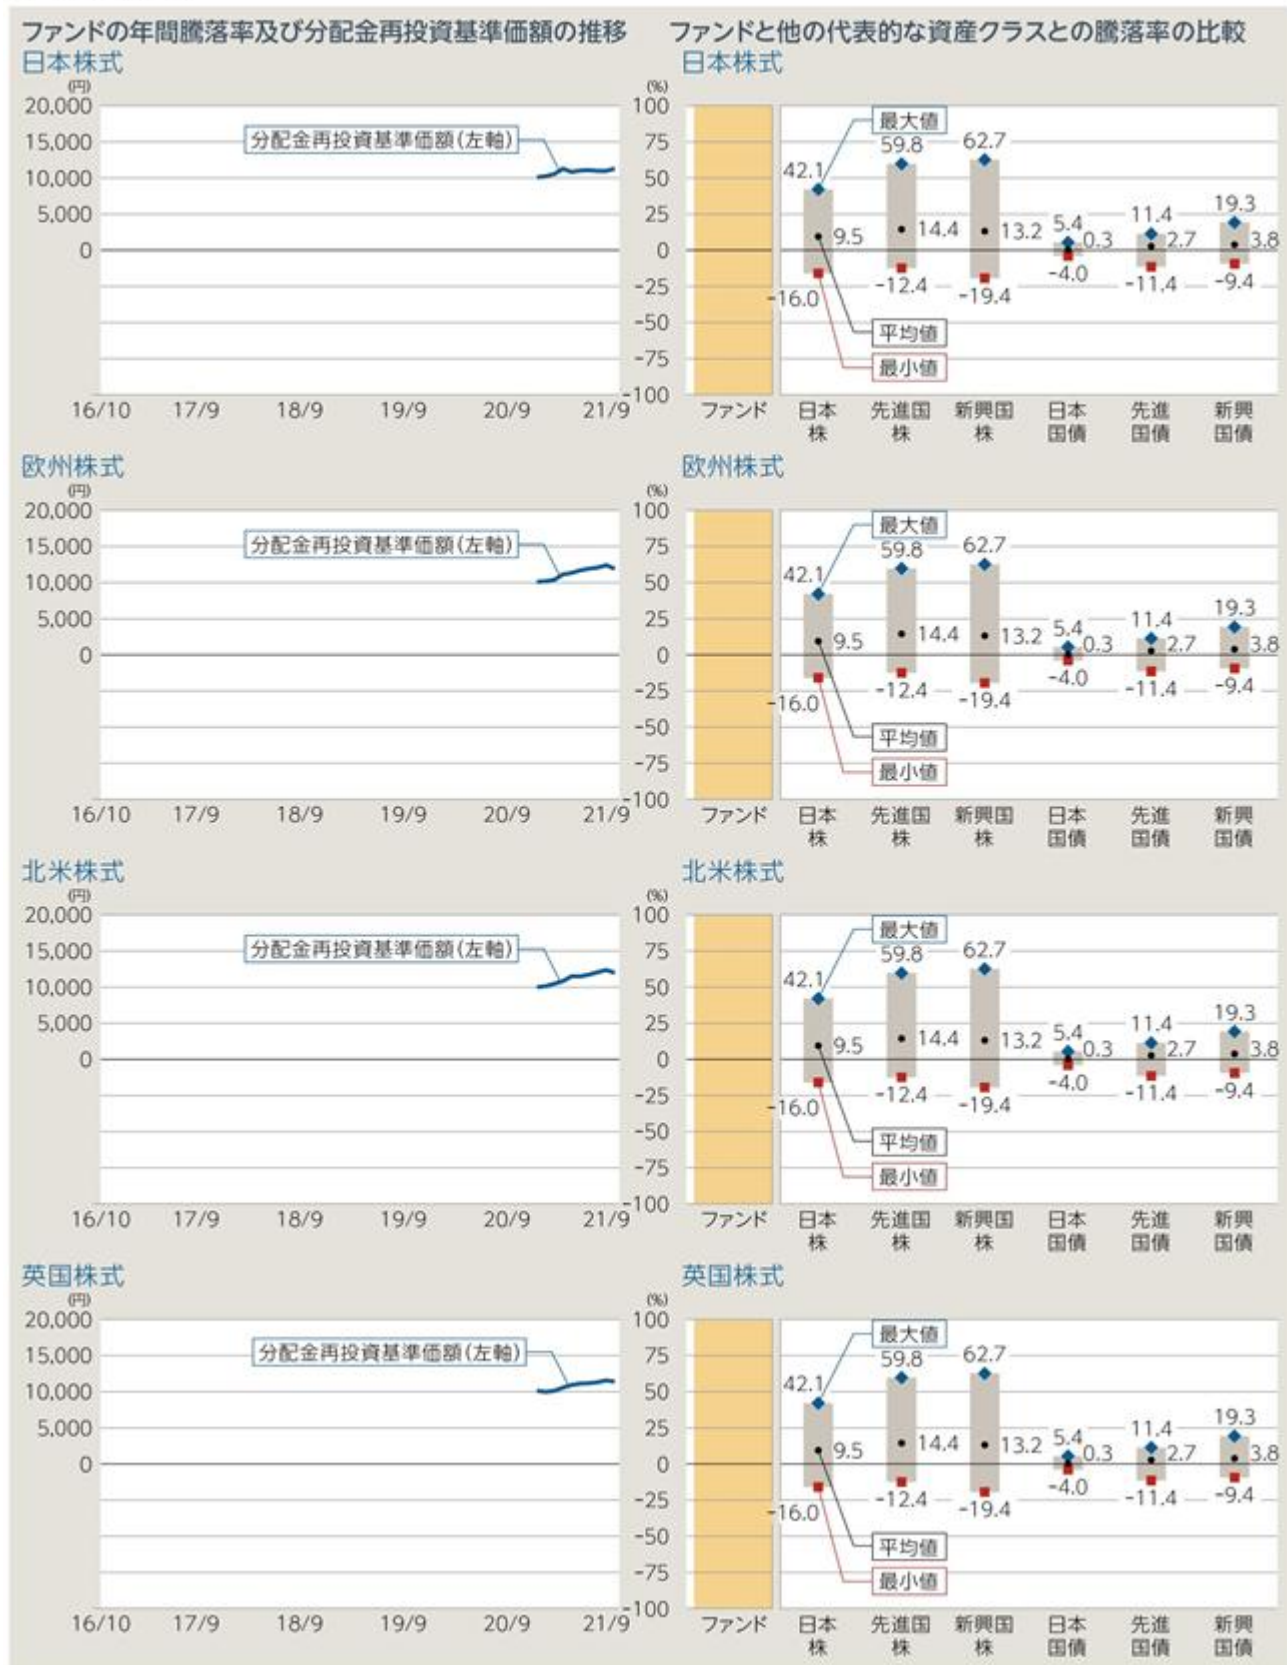 ファンドの年間騰落率及び分配金再投資基準価額の推移
ファンドと他の代表的な資産クラスとの騰落率の比較
日本株式
(円)
20,000
15,000
10,000
5,000
0
分配金再投資基準価額(左軸)
16/10 17/9 18/9 19/9 20/9 21/9
日本株式
(%)
100
75
50
25
0
-25
-50
-75
-100
最大値
42.1 59.8 62.7 5.4 11.4 19.3
9.5 14.4 13.2 0.3 2.7 3.8
-16.0 -12.4 -19.4 -4.0 -11.4 -9.4
平均値
最小値
ファンド 日本 先進国 新興国 日本 先進 新興
株 株 株 国債 国債 国債
欧州株式
(円)
20,000
15,000
10,000
5,000
0
分配金再投資基準価額(左軸)
16/10 17/9 18/9 19/9 20/9 21/9
欧州株式
(%)
100
75
50
25
0
-25
-50
-75
-100
最大値
42.1 59.8 62.7 5.4 11.4 19.3
9.5 14.4 13.2 0.3 2.7 3.8
-16.0 -12.4 -19.4 -4.0 -11.4 -9.4
平均値
最小値
ファンド 日本 先進国 新興国 日本 先進 新興
株 株 株 国債 国債 国債
北米株式
(円)
20,000
15,000
10,000
5,000
0
分配金再投資基準価額(左軸)
16/10 17/9 18/9 19/9 20/9 21/9
北米株式
(%)
100
75
50
25
0
-25
-50
-75
-100
最大値
42.1 59.8 62.7 5.4 11.4 19.3
9.5 14.4 13.2 0.3 2.7 3.8
-16.0 -12.4 -19.4 -4.0 -11.4 -9.4
平均値
最小値
ファンド 日本 先進国 新興国 日本 先進 新興
株 株 株 国債 国債 国債
英国株式
(円)
20,000
15,000
10,000
5,000
0
分配金再投資基準価額(左軸)
16/10 17/9 18/9 19/9 20/9 21/9
英国株式
(%)
100
75
50
25
0
-25
-50
-75
-100
最大値
42.1 59.8 62.7 5.4 11.4 19.3
9.5 14.4 13.2 0.3 2.7 3.8
-16.0 -12.4 -19.4 -4.0 -11.4 -9.4
平均値
最小値
ファンド 日本 先進国 新興国 日本 先進 新興
株 株 株 国債 国債 国債